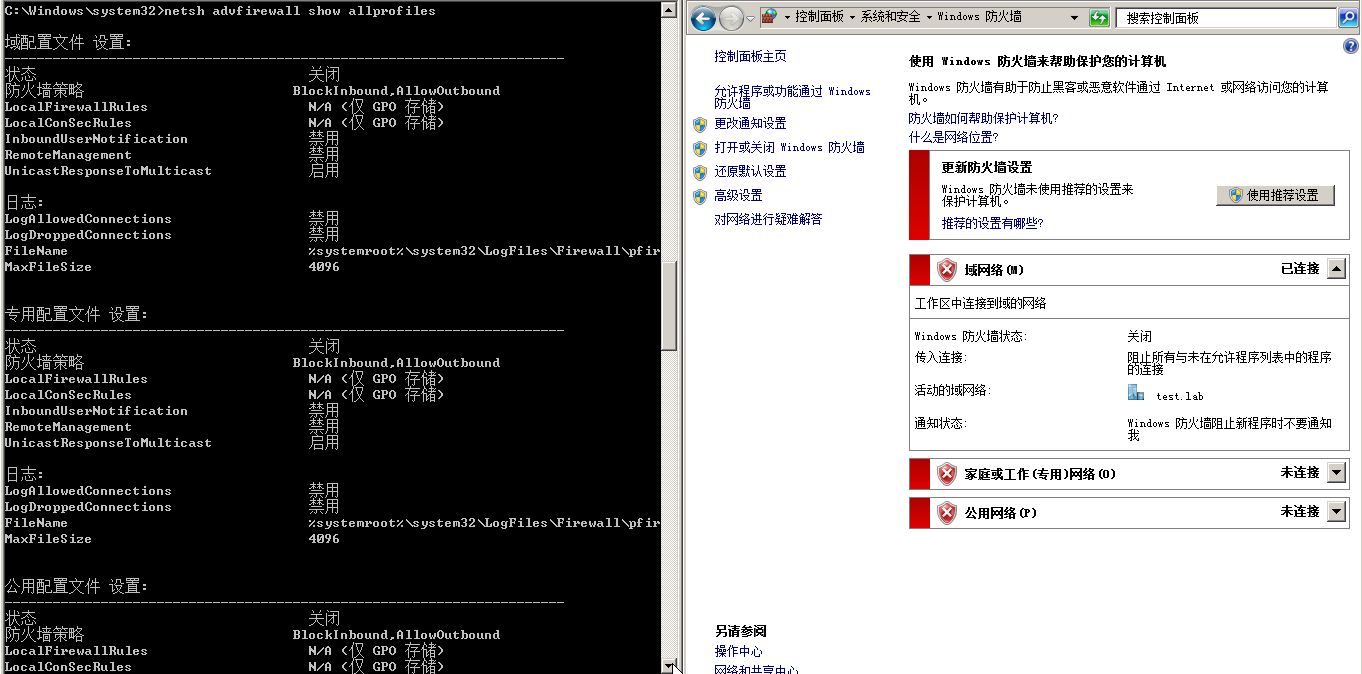 C:\Windows\system32>netsh advfirewall show allprofiles
域配置文件 设置:
----------------------------------------------------------------------
状态 关闭
防火墙策略 BlockInbound,AllowOutbound
LocalFirewallRules N/A (仅 GPO 存储)
LocalConSecRules N/A (仅 GPO 存储)
InboundUserNotification 禁用
RemoteManagement 禁用
UnicastResponseToMulticast 启用
日志:
LogAllowedConnections 禁用
LogDroppedConnections 禁用
FileName %systemroot%\system32\LogFiles\Firewall\pfir
MaxFileSize 4096
专用配置文件 设置:
----------------------------------------------------------------------
状态 关闭
防火墙策略 BlockInbound,AllowOutbound
LocalFirewallRules N/A (仅 GPO 存储)
LocalConSecRules N/A (仅 GPO 存储)
InboundUserNotification 禁用
RemoteManagement 禁用
UnicastResponseToMulticast 启用
日志:
LogAllowedConnections 禁用
LogDroppedConnections 禁用
FileName %systemroot%\system32\LogFiles\Firewall\pfir
MaxFileSize 4096
公用配置文件 设置:
----------------------------------------------------------------------
状态 关闭
防火墙策略 BlockInbound,AllowOutbound
LocalFirewallRules N/A (仅 GPO 存储)
LocalConSecRules N/A (仅 GPO 存储)
控制面板 系统和安全 Windows 防火墙
搜索控制面板
控制面板主页
允许程序或功能通过 Windows
防火墙
更改通知设置
打开或关闭 Windows 防火墙
还原默认设置
高级设置
对网络进行疑难解答
另请参阅
操作中心
网络和共享中心
使用 Windows 防火墙来帮助保护您的计算机
Windows 防火墙有助于防止黑客或恶意软件通过 Internet 或网络访问您的计算
机。
防火墙如何帮助保护计算机?
什么是网络位置?
更新防火墙设置
Windows 防火墙未使用推荐的设置来
保护计算机。
使用推荐设置
推荐的设置有哪些?
域网络(M) 已连接
工作区中连接到域的网络
Windows 防火墙状态: 关闭
传入连接: 阻止所有与未在允许程序列表中的程序
的连接
活动的域网络: test.lab
通知状态: Windows 防火墙阻止新程序时不要通知
我
家庭或工作(专用)网络(O) 未连接
公用网络(P) 未连接